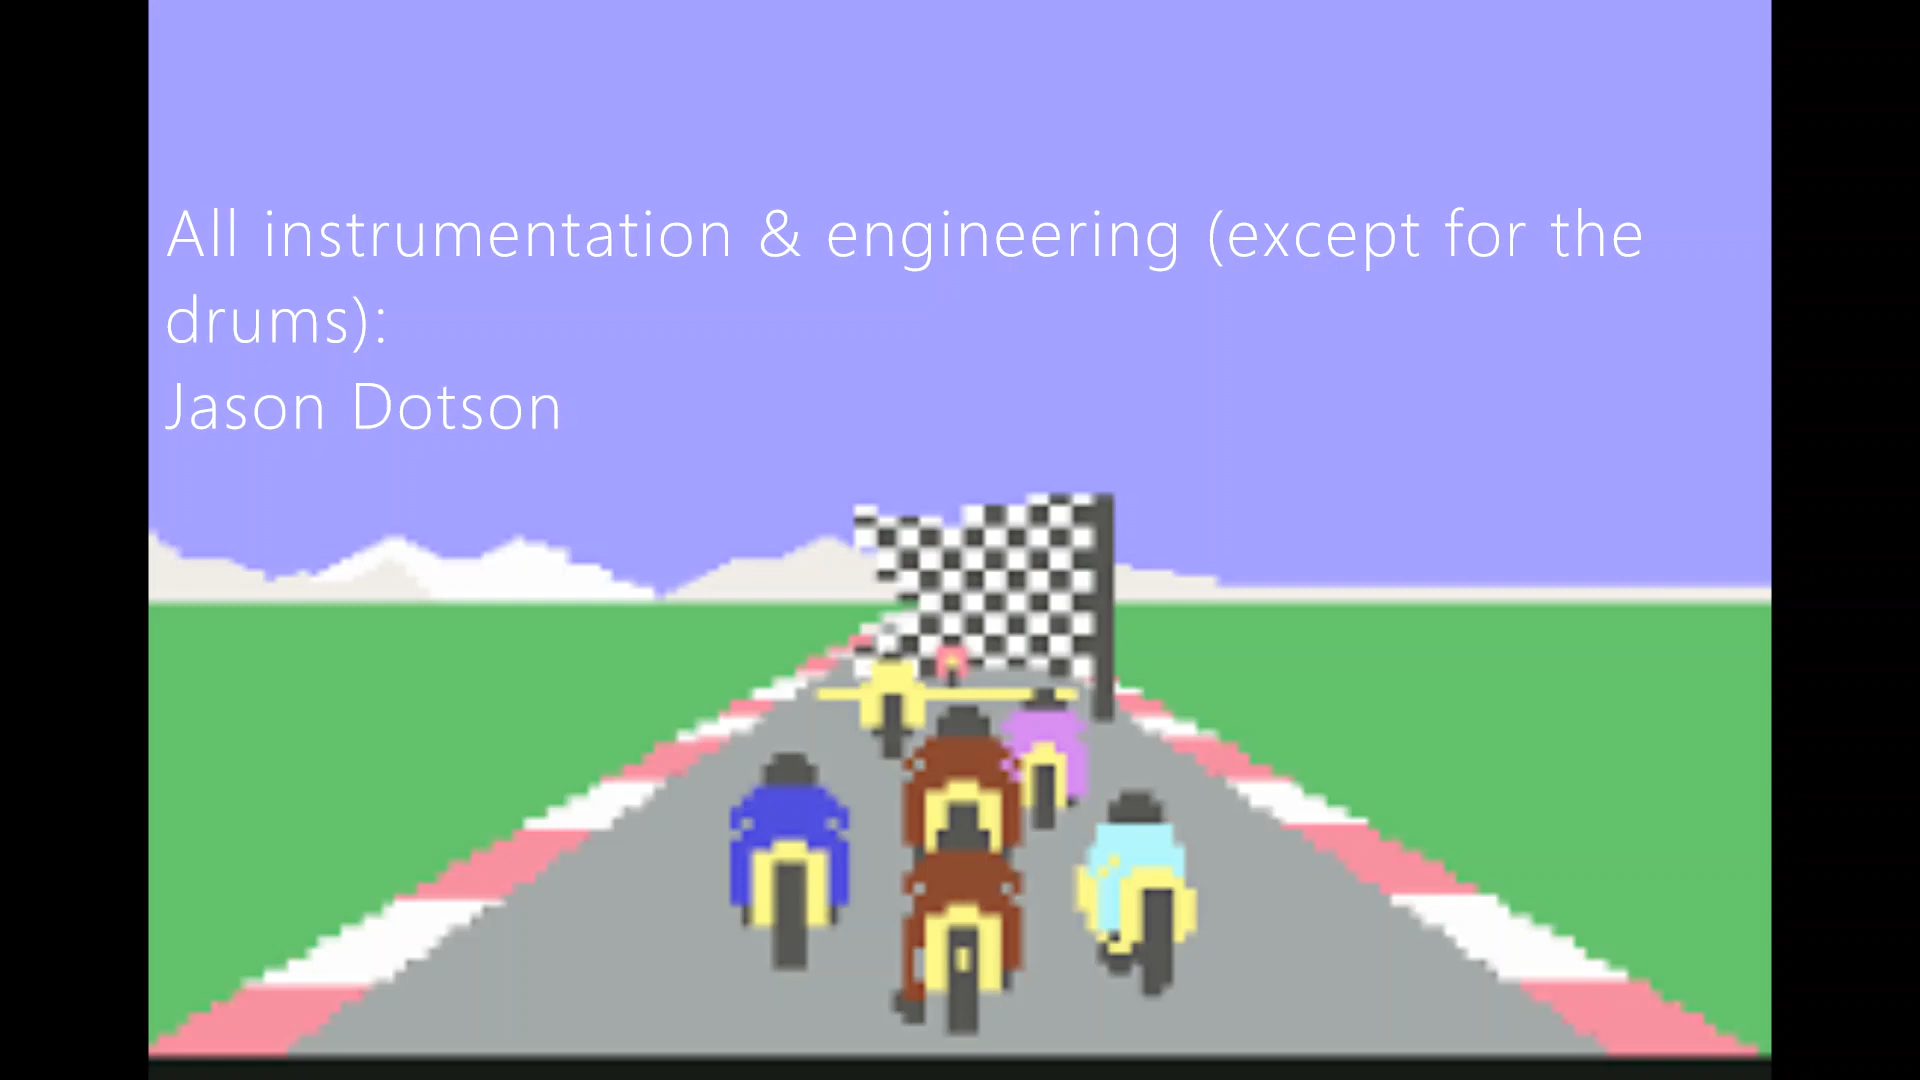 All instrumentation & engineering (except for the
drums):
Jason Dotson